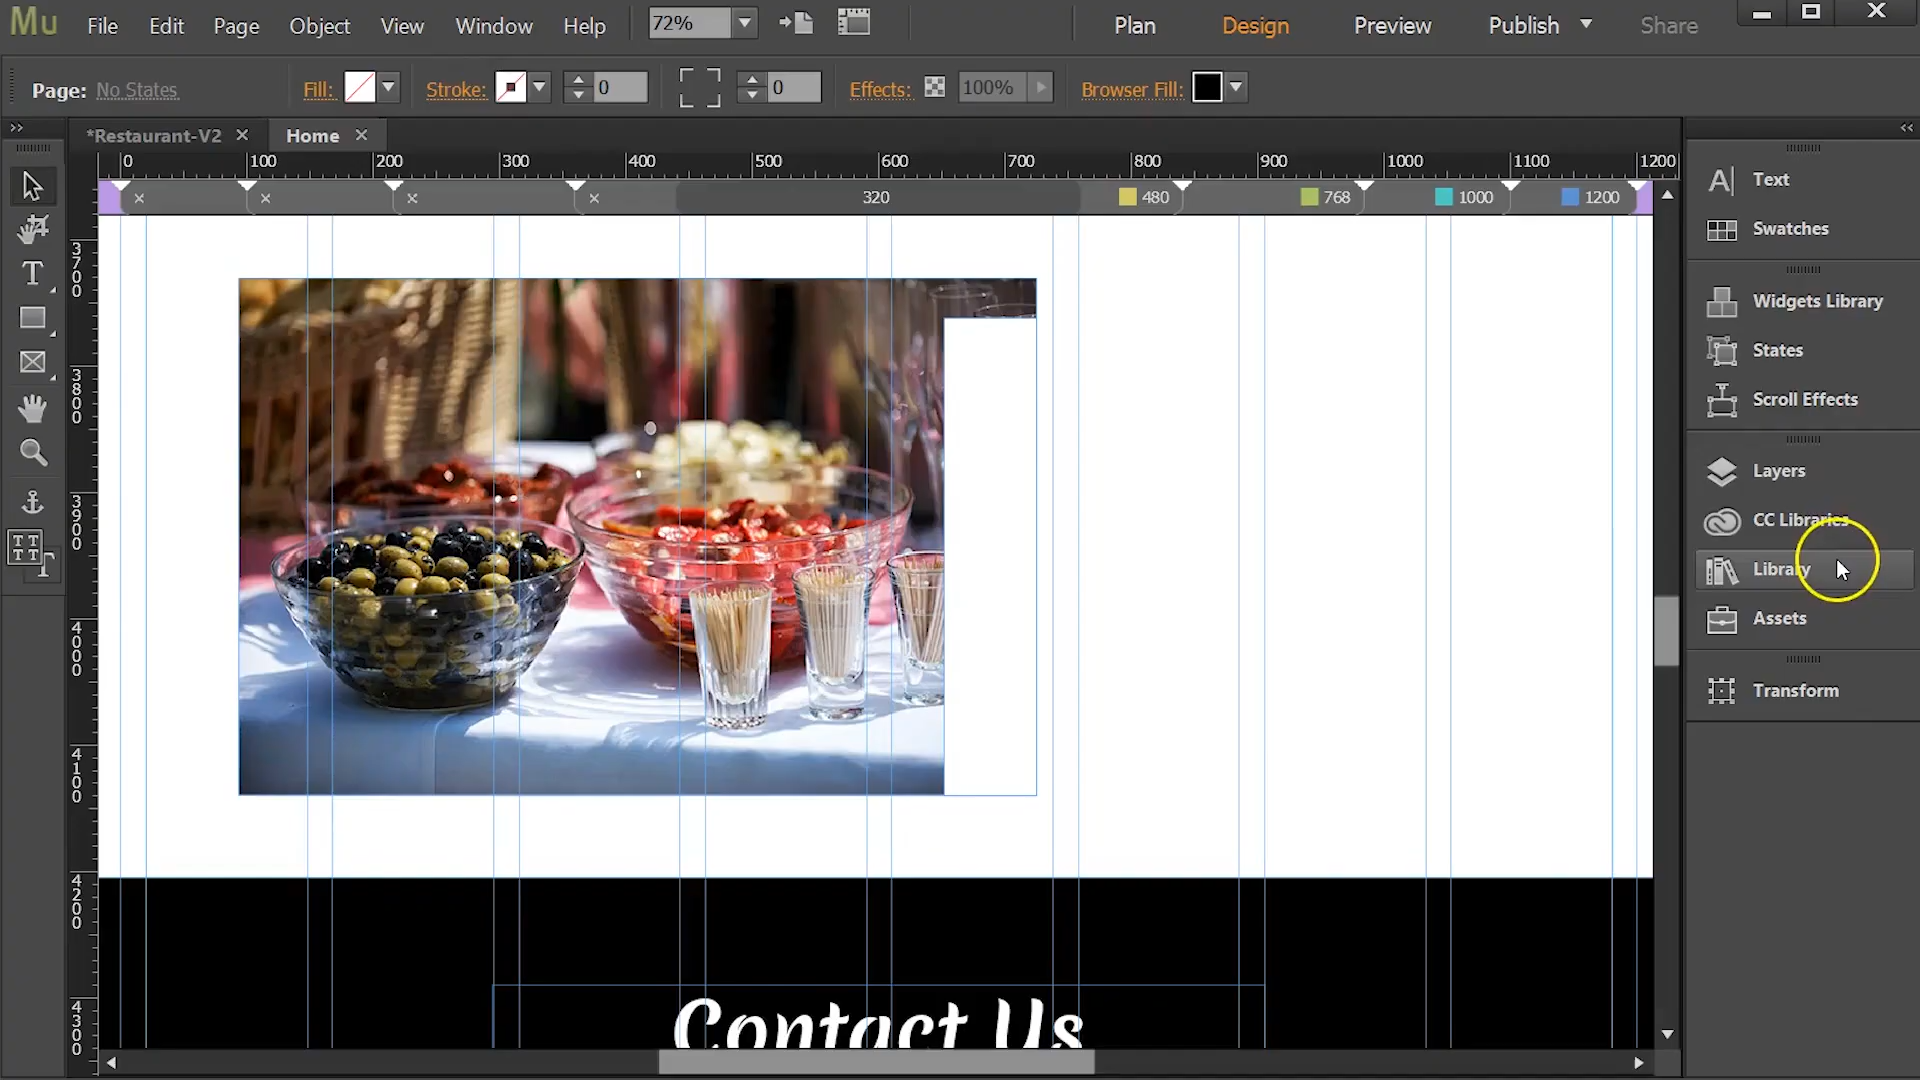 Mu File Edit Page Object View Window Help 72% Plan Design Preview Publish Share
Page: No States Fill: Stroke: 0 0 Effects: 100% Browser Fill:
*Restaurant-V2 Home
0 100 200 300 400 500 600 700 800 900 1000 1100 1200
320 480 768 1000 1200
3700
3800
3900
4000
4100
4200
4300
Text
Swatches
Widgets Library
States
Scroll Effects
Layers
CC Libraries
Library
Assets
Transform
Contact Us